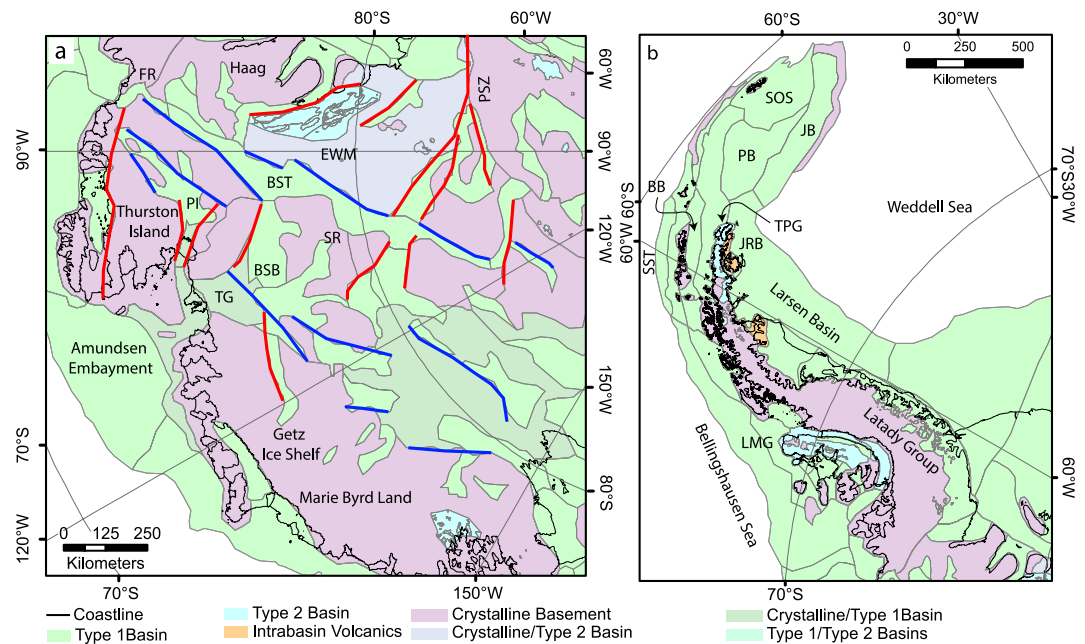 80°S
60°W
60°S
30°W
a
FR
Haag
PSZ
60°W
90°W
EWM
90°W
BST
Thurston
Island
PI
SR
120°W
BSB
TG
Amundsen
Embayment
150°W
70°S
Getz
Ice Shelf
Marie Byrd Land
80°S
120°W
0 125 250
Kilometers
70°S
150°W
b
0 250 500
Kilometers
SOS
JB
PB
70°S30°W
BB
Weddell Sea
60°W 60°S
TPG
JRB
SST
Larsen Basin
Latady Group
LMG
Bellingshausen Sea
60°W
70°S
Coastline
Type 1Basin
Type 2 Basin
Intrabasin Volcanics
Crystalline Basement
Crystalline/Type 2 Basin
Crystalline/Type 1Basin
Type 1/Type 2 Basins